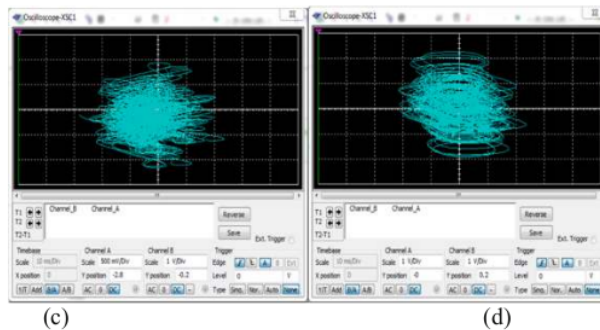 Oscilloscope-XSC1
T1
T2
T2-T1
Channel_B Channel_A
Reverse
Save
Ext. Trigger
Timebase
Scale 10 ms/Div
X position 0
Y/T Add B/A A/B
Channel A
Scale 500 mV/Div
Y position -2.8
AC 0 DC
Channel B
Scale 1 V/Div
Y position -0.2
AC 0 DC -
Trigger
Edge
Level 0 V
Type Sing. Nor. Auto None
(c)
Oscilloscope-XSC1
T1
T2
T2-T1
Channel_B Channel_A
Reverse
Save
Ext. Trigger
Timebase
Scale 10 ms/Div
X position 0
Y/T Add B/A A/B
Channel A
Scale 1 V/Div
Y position -0
AC 0 DC
Channel B
Scale 1 V/Div
Y position 0.2
AC 0 DC -
Trigger
Edge
Level 0 V
Type Sing. Nor. Auto None
(d)